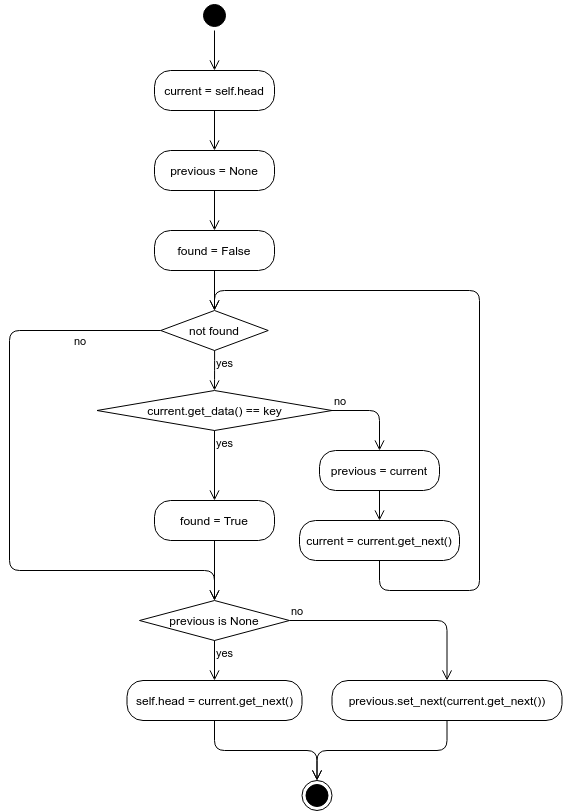 current = self.head
previous = None
found = False
not found
no
yes
current.get_data() == key
no
yes
previous = current
found = True
current = current.get_next()
previous is None
no
yes
self.head = current.get_next()
previous.set_next(current.get_next())